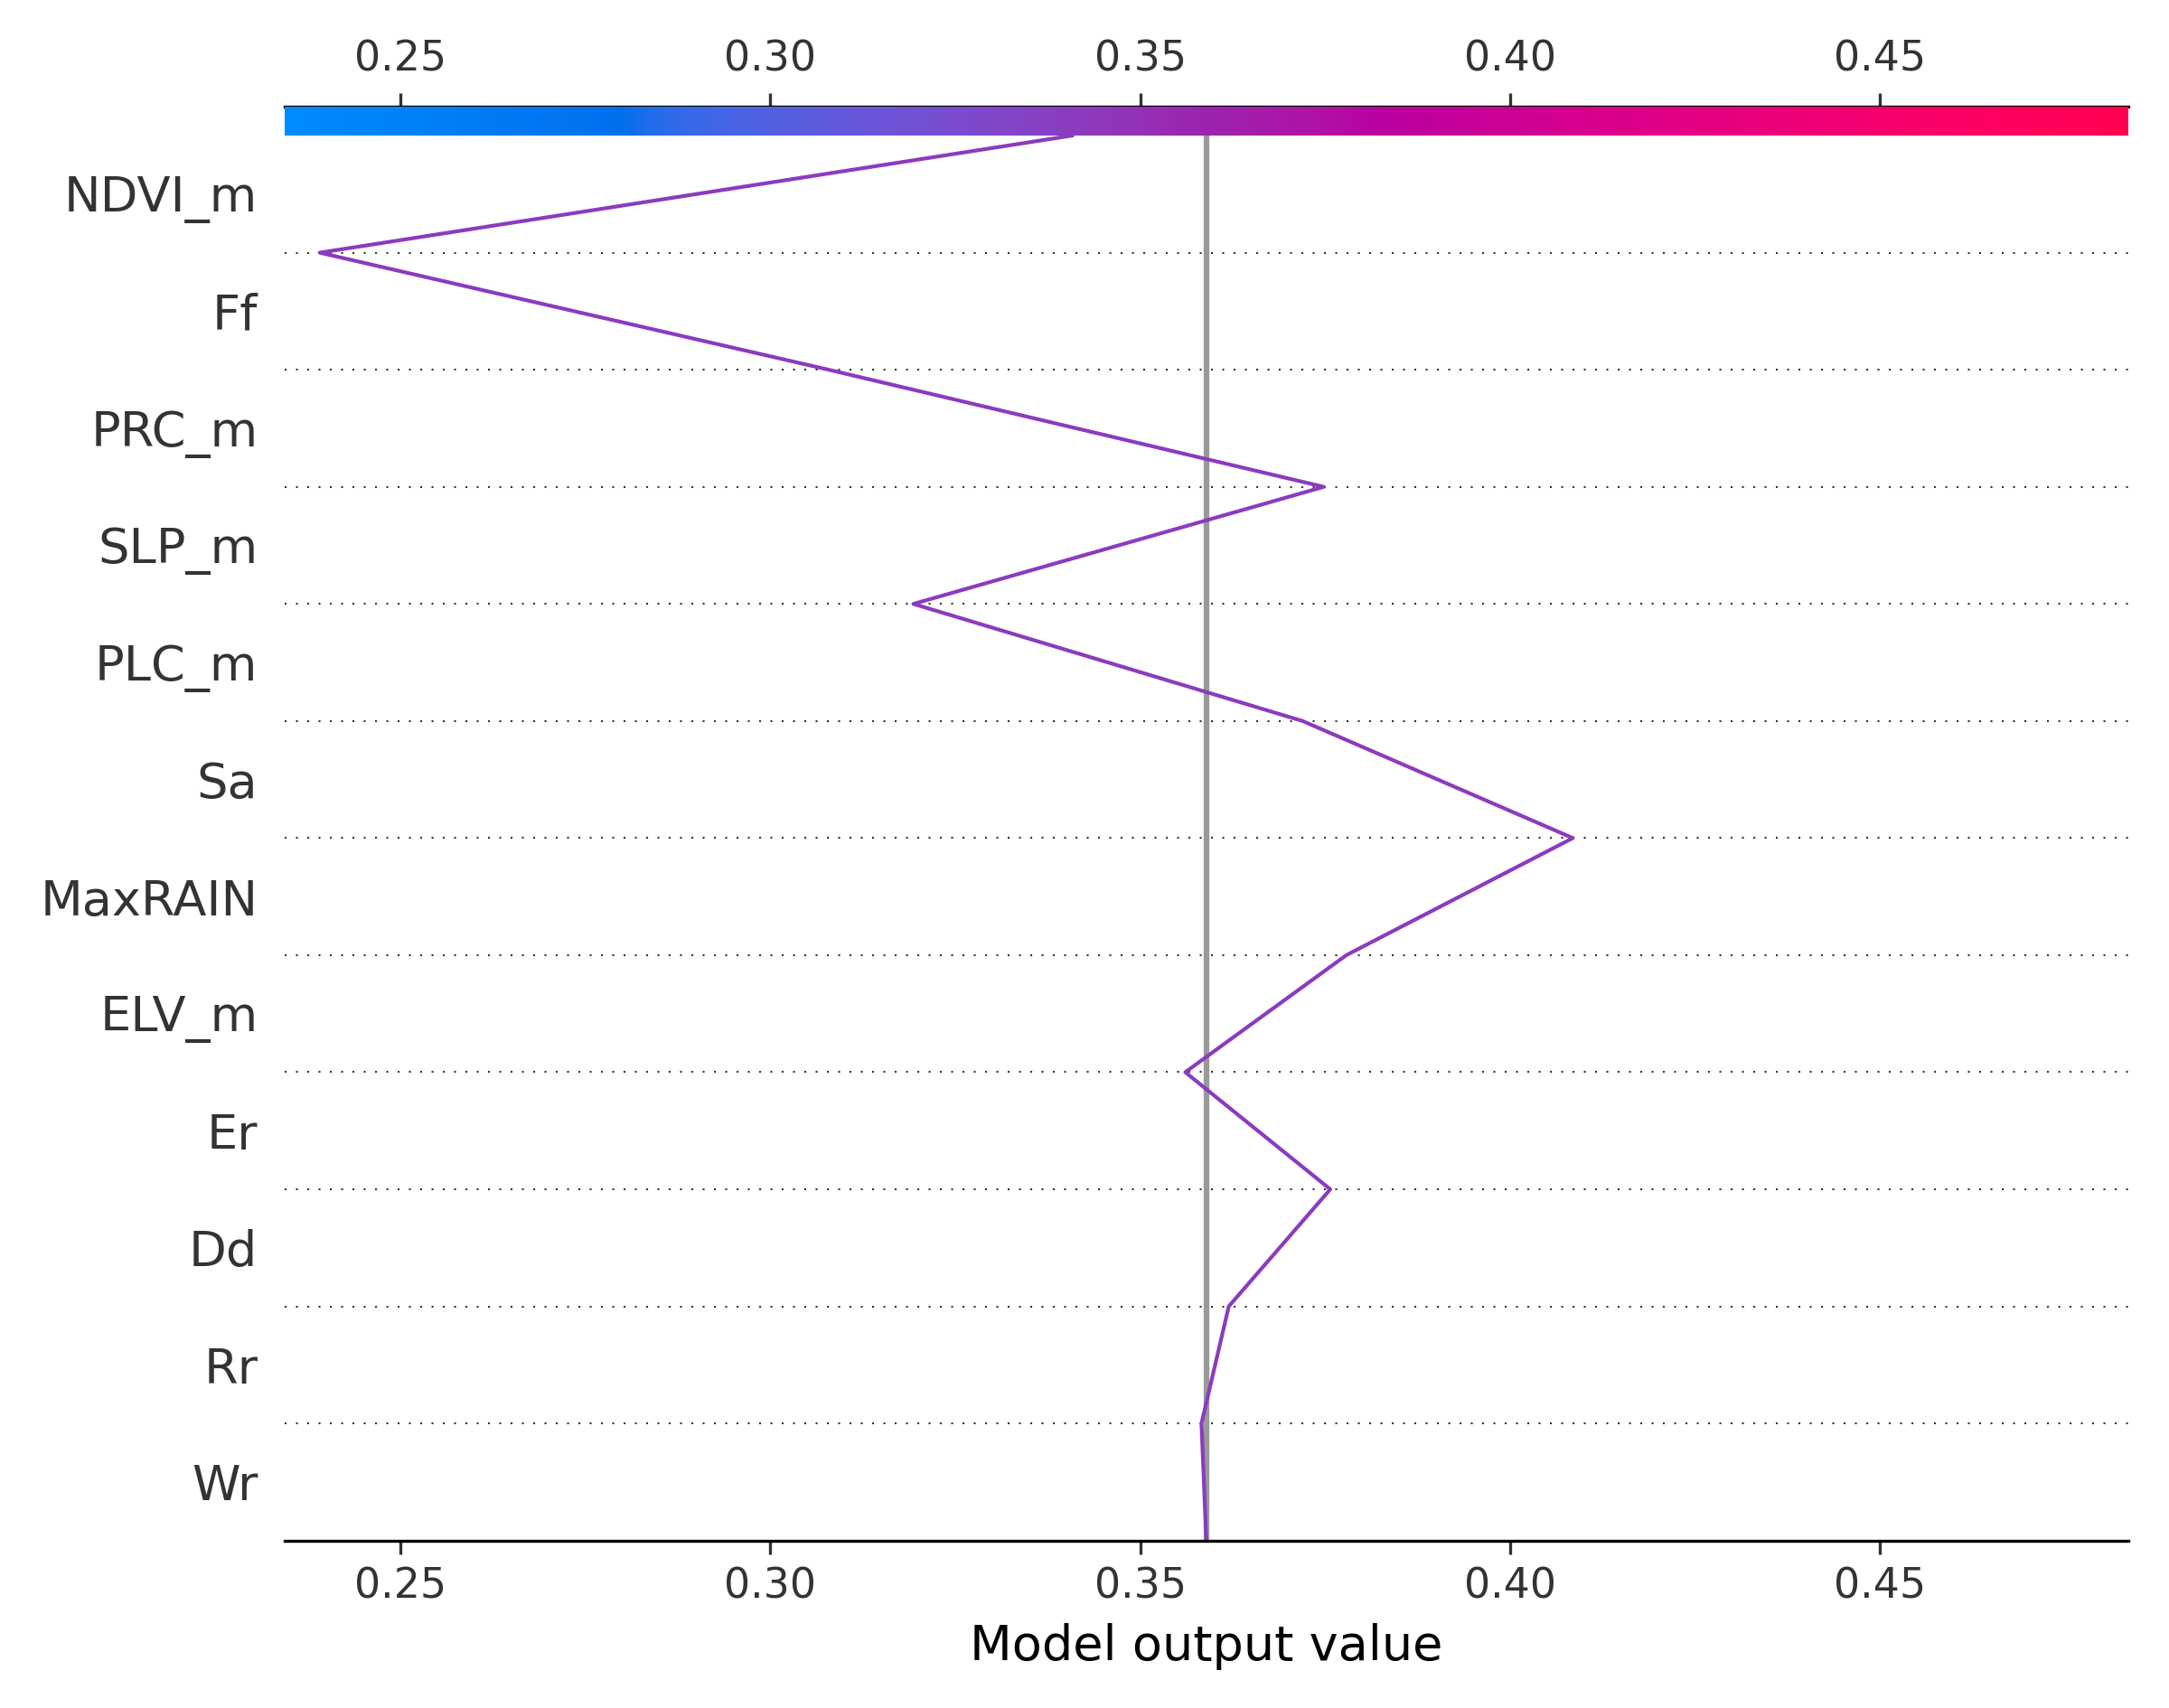 0.25 0.30 0.35 0.40 0.45
NDVI_m
Ff
PRC_m
SLP_m
PLC_m
Sa
MaxRAIN
ELV_m
Er
Dd
Rr
Wr
0.25 0.30 0.35 0.40 0.45
Model output value